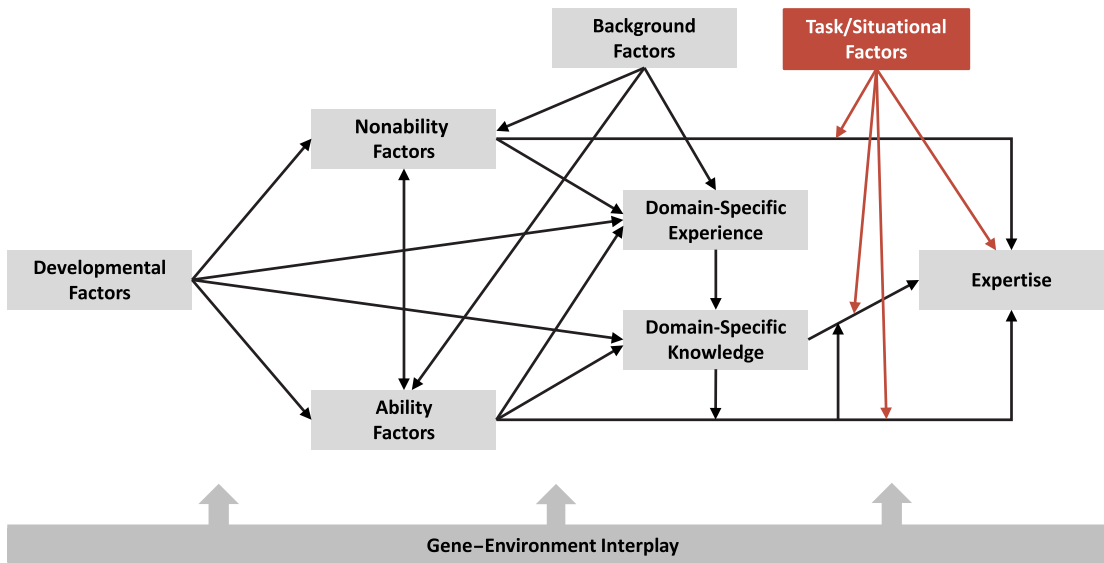 Background
Factors
Task/Situational
Factors
Nonability
Factors
Domain-Specific
Experience
Developmental
Factors
Expertise
Domain-Specific
Knowledge
Ability
Factors
Gene–Environment Interplay